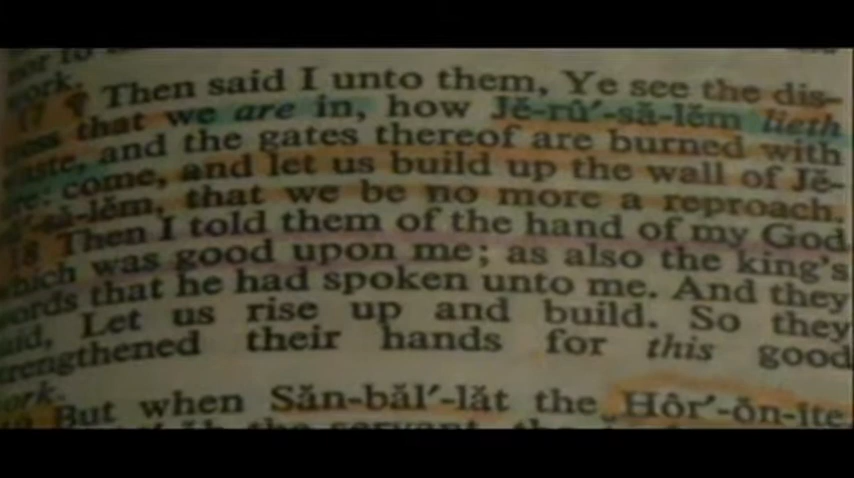 17 ¶ Then said I unto them, Ye see the dis-
that we are in, how Jĕ-rû´-să-lĕm lieth
and the gates thereof are burned with
come, and let us build up the wall of Jĕ-
-să-lĕm, that we be no more a reproach.
18 Then I told them of the hand of my God
which was good upon me; as also the king's
words that he had spoken unto me. And they
said, Let us rise up and build. So they
strengthened their hands for this good
work.
But when Săn-băl´-lăt the Hôr´-ŏn-ite
the servant, the